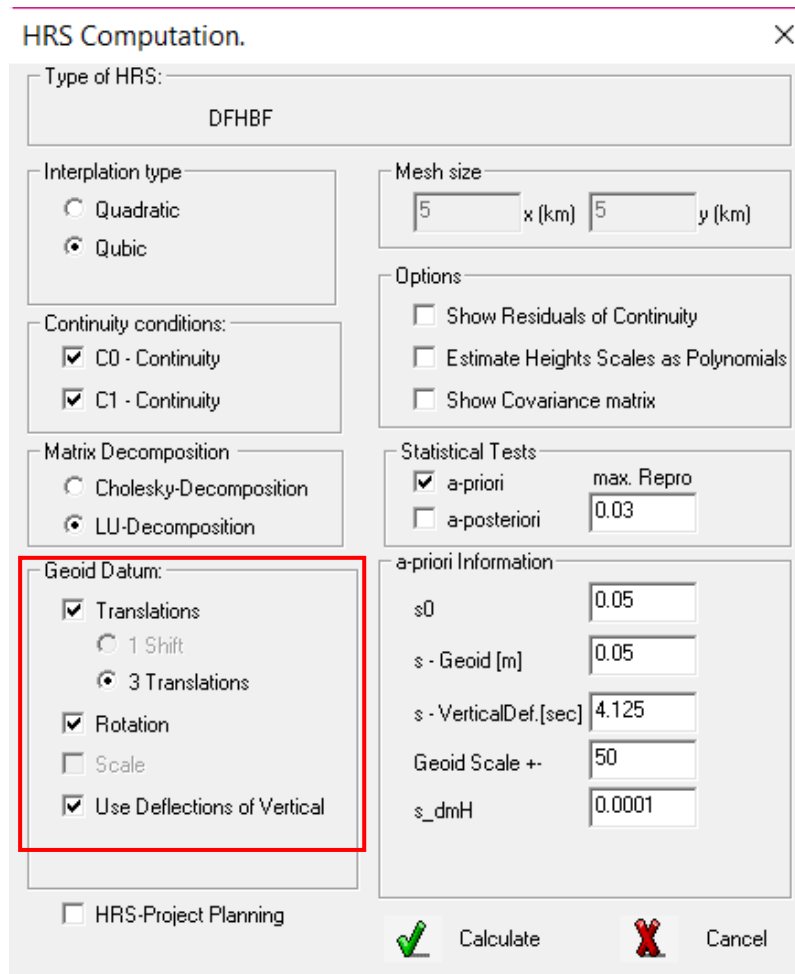 HRS Computation.
Type of HRS:
DFHBF
Interplation type
Quadratic
Qubic
Mesh size
5 x (km) 5 y (km)
Options
Show Residuals of Continuity
Estimate Heights Scales as Polynomials
Show Covariance matrix
Continuity conditions:
C0 - Continuity
C1 - Continuity
Matrix Decomposition
Cholesky-Decomposition
LU-Decomposition
Statistical Tests
a-priori max. Repro
a-posteriori 0.03
Geoid Datum:
Translations
1 Shift
3 Translations
Rotation
Scale
Use Deflections of Vertical
a-priori Information
s0 0.05
s - Geoid [m] 0.05
s - VerticalDef.[sec] 4.125
Geoid Scale +- 50
s_dmH 0.0001
HRS-Project Planning
Calculate Cancel